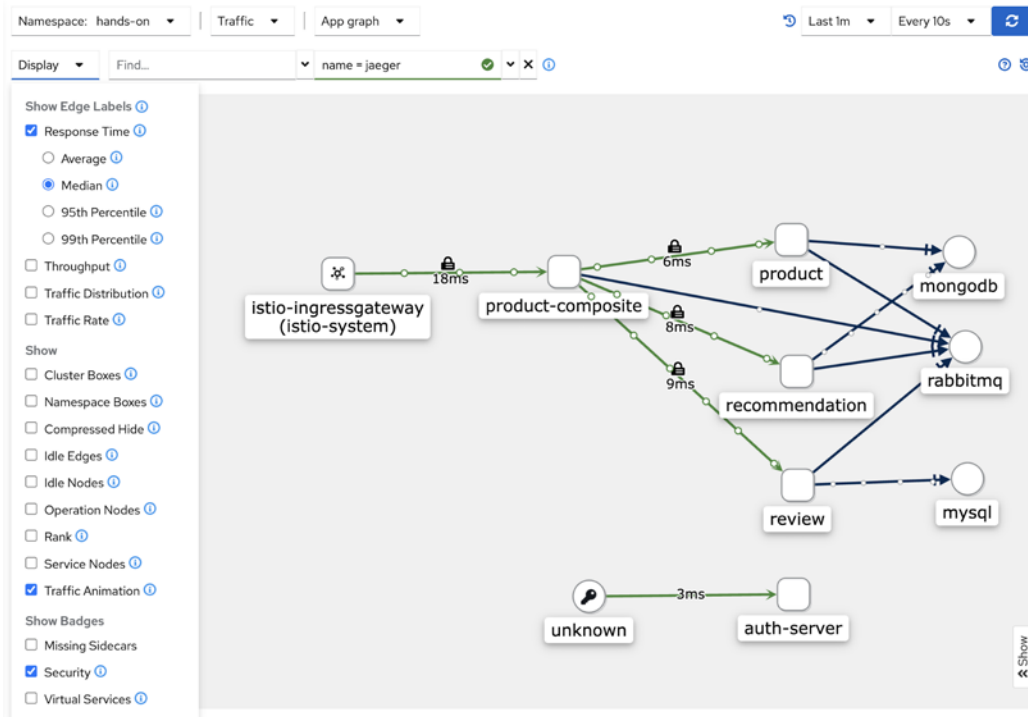 Namespace: hands-on
Traffic
App graph
Last 1m
Every 10s
Display
Find...
name = jaeger
Show Edge Labels
Response Time
Average
Median
95th Percentile
99th Percentile
Throughput
Traffic Distribution
Traffic Rate
Show
Cluster Boxes
Namespace Boxes
Compressed Hide
Idle Edges
Idle Nodes
Operation Nodes
Rank
Service Nodes
Traffic Animation
Show Badges
Missing Sidecars
Security
Virtual Services
istio-ingressgateway
(istio-system)
18ms
product-composite
6ms
8ms
9ms
product
recommendation
review
mongodb
rabbitmq
mysql
unknown
3ms
auth-server
« Show